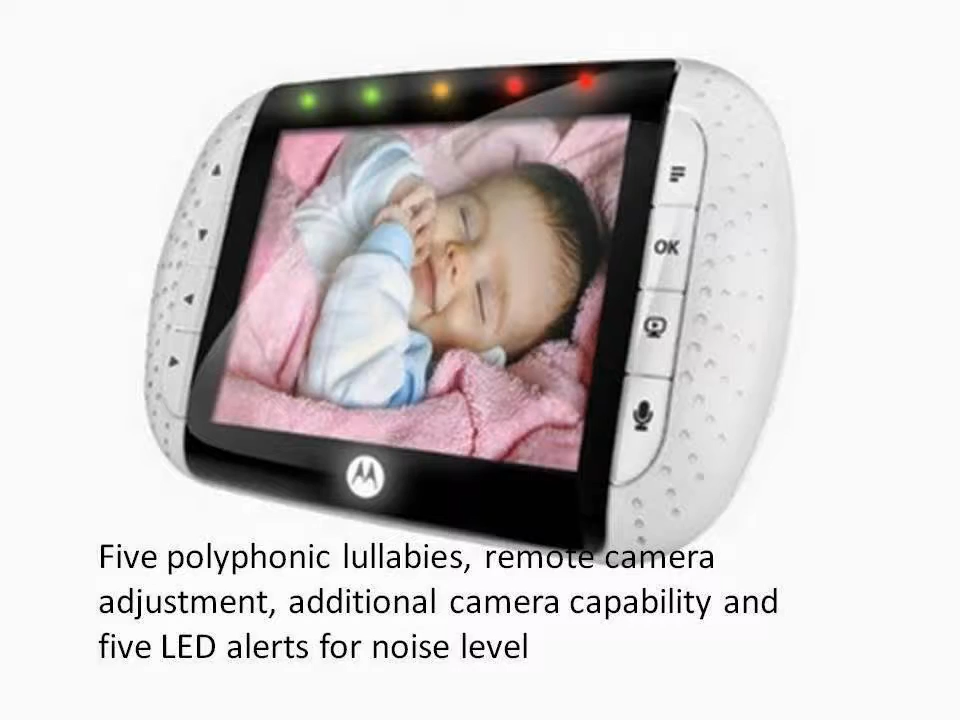 OK
Five polyphonic lullabies, remote camera
adjustment, additional camera capability and
five LED alerts for noise level